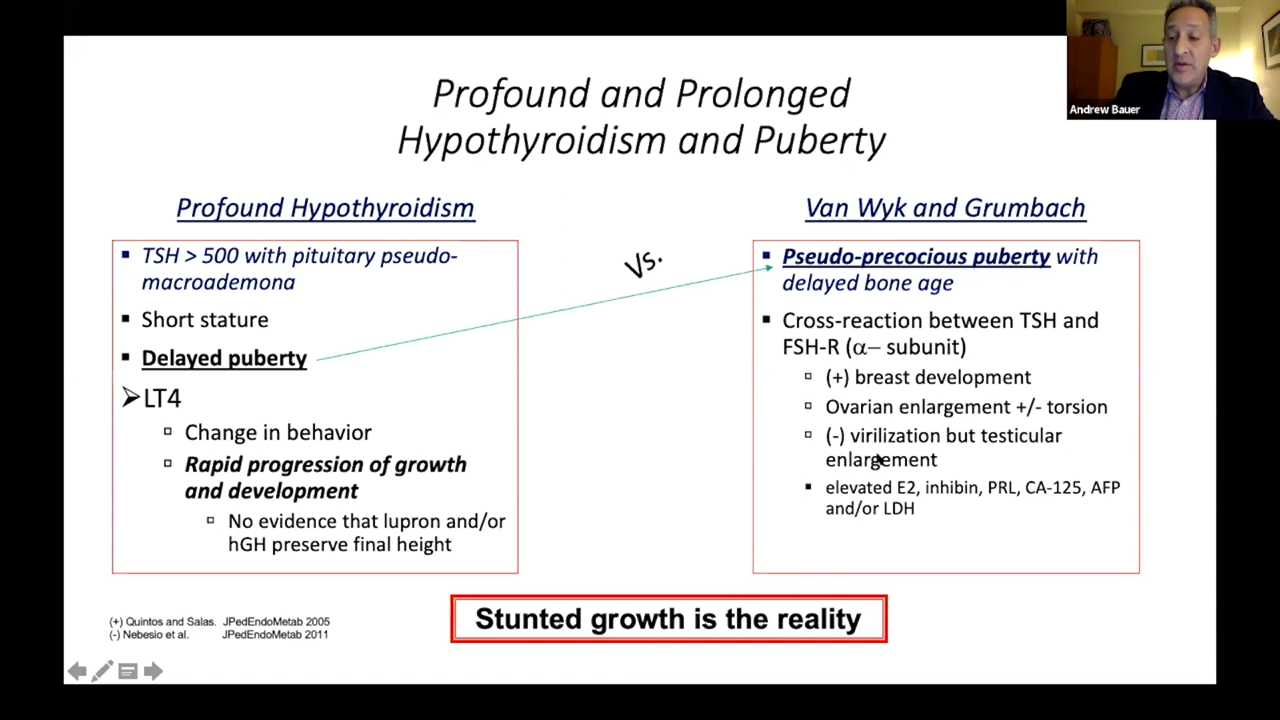 Andrew Bauer
Profound and Prolonged
Hypothyroidism and Puberty
Profound Hypothyroidism
▪ TSH > 500 with pituitary pseudo-
macroademona
▪ Short stature
▪ Delayed puberty
➢LT4
▫ Change in behavior
▫ Rapid progression of growth
and development
▫ No evidence that lupron and/or
hGH preserve final height
Vs.
Van Wyk and Grumbach
▪ Pseudo-precocious puberty with
delayed bone age
▪ Cross-reaction between TSH and
FSH-R (α– subunit)
▫ (+) breast development
▫ Ovarian enlargement +/- torsion
▫ (-) virilization but testicular
enlargement
▪ elevated E2, inhibin, PRL, CA-125, AFP
and/or LDH
Stunted growth is the reality
(+) Quintos and Salas. JPedEndoMetab 2005
(-) Nebesio et al. JPedEndoMetab 2011